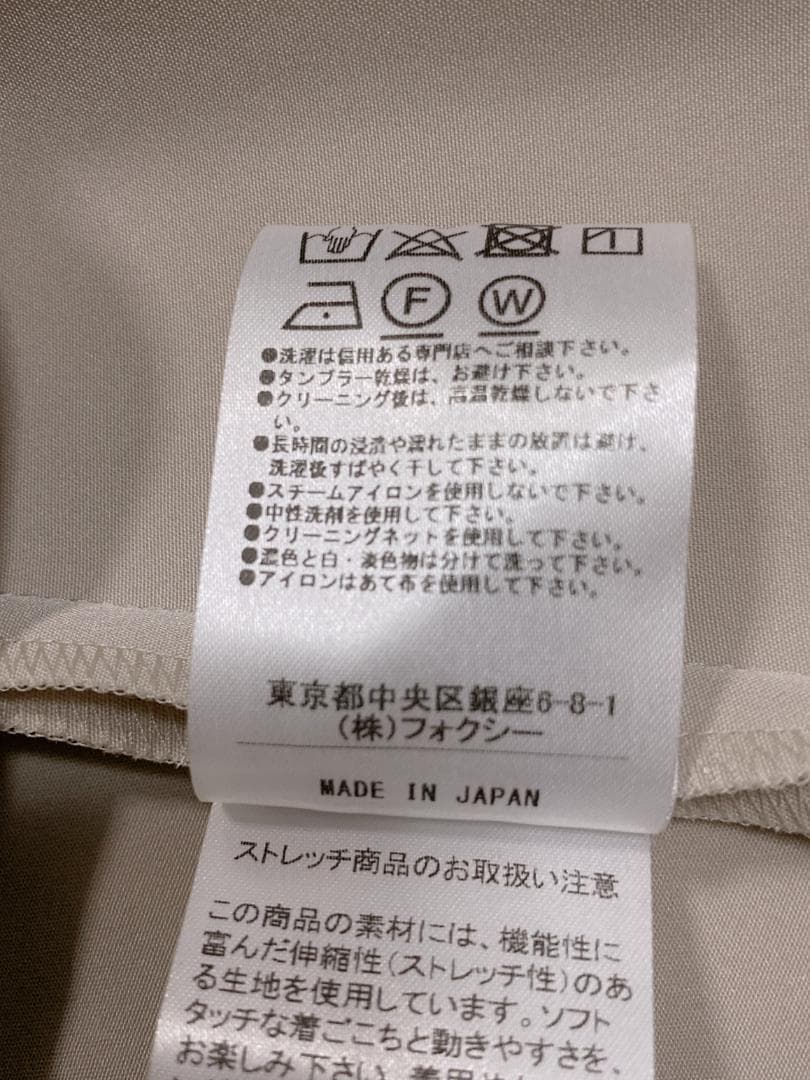 F W
●洗濯は信用ある専門店へご相談下さい。
●タンブラー乾燥は、お避け下さい。
●クリーニング後は、高温乾燥しないで下さ
い。
●長時間の浸漬や濡れたままの放置は避け、
洗濯後すばやく干して下さい。
●スチームアイロンを使用しないで下さい。
●中性洗剤を使用して下さい。
●クリーニングネットを使用して下さい。
●濃色と白・淡色物は分けて洗って下さい。
●アイロンはあて布を使用して下さい。
東京都中央区銀座6-8-1
(株)フォクシー
MADE IN JAPAN
ストレッチ商品のお取扱い注意
この商品の素材には、機能性に
富んだ伸縮性(ストレッチ性)のあ
る生地を使用しています。ソフト
タッチな着ごこちと動きやすさを、
お楽しみ下さい。着用や